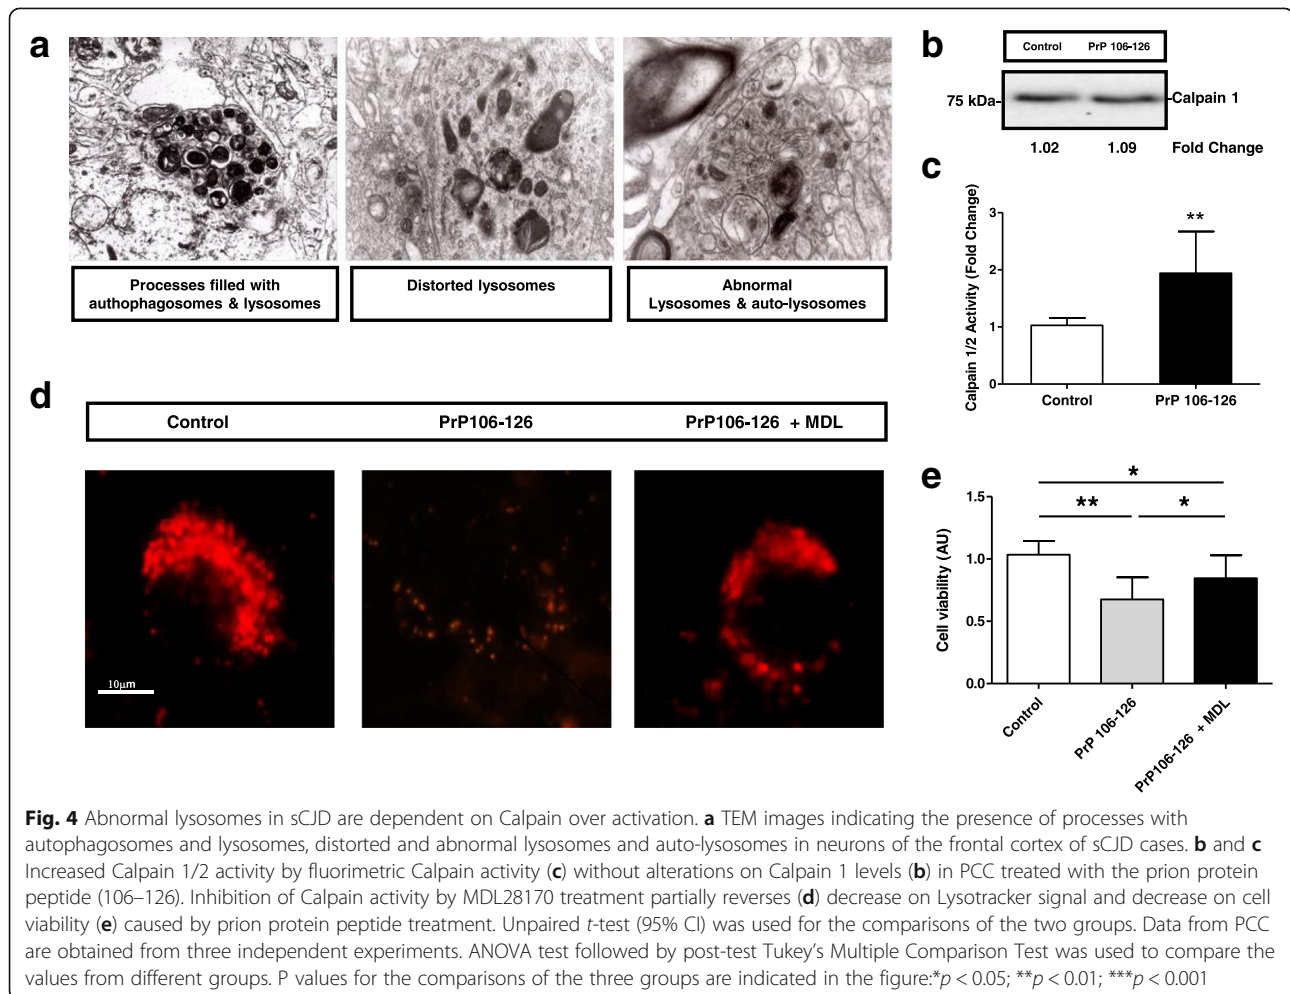 a
Processes filled with
authophagosomes & lysosomes
Distorted lysosomes
Abnormal
Lysosomes & auto-lysosomes
b
Control PrP 106-126
75 kDa- -Calpain 1
1.02 1.09 Fold Change
c
Calpain 1/2 Activity (Fold Change)
3
2
1
0
**
Control PrP 106-126
d
Control PrP106-126 PrP106-126 + MDL
10μm
e
Cell viability (AU)
1.5
1.0
0.5
0.0
*
** *
Control
PrP 106-126
PrP106-126 + MDL
Fig. 4 Abnormal lysosomes in sCJD are dependent on Calpain over activation. a TEM images indicating the presence of processes with
autophagosomes and lysosomes, distorted and abnormal lysosomes and auto-lysosomes in neurons of the frontal cortex of sCJD cases. b and c
Increased Calpain 1/2 activity by fluorimetric Calpain activity (c) without alterations on Calpain 1 levels (b) in PCC treated with the prion protein
peptide (106–126). Inhibition of Calpain activity by MDL28170 treatment partially reverses (d) decrease on Lysotracker signal and decrease on cell
viability (e) caused by prion protein peptide treatment. Unpaired t-test (95% CI) was used for the comparisons of the two groups. Data from PCC
are obtained from three independent experiments. ANOVA test followed by post-test Tukey's Multiple Comparison Test was used to compare the
values from different groups. P values for the comparisons of the three groups are indicated in the figure:*p < 0.05; **p < 0.01; ***p < 0.001